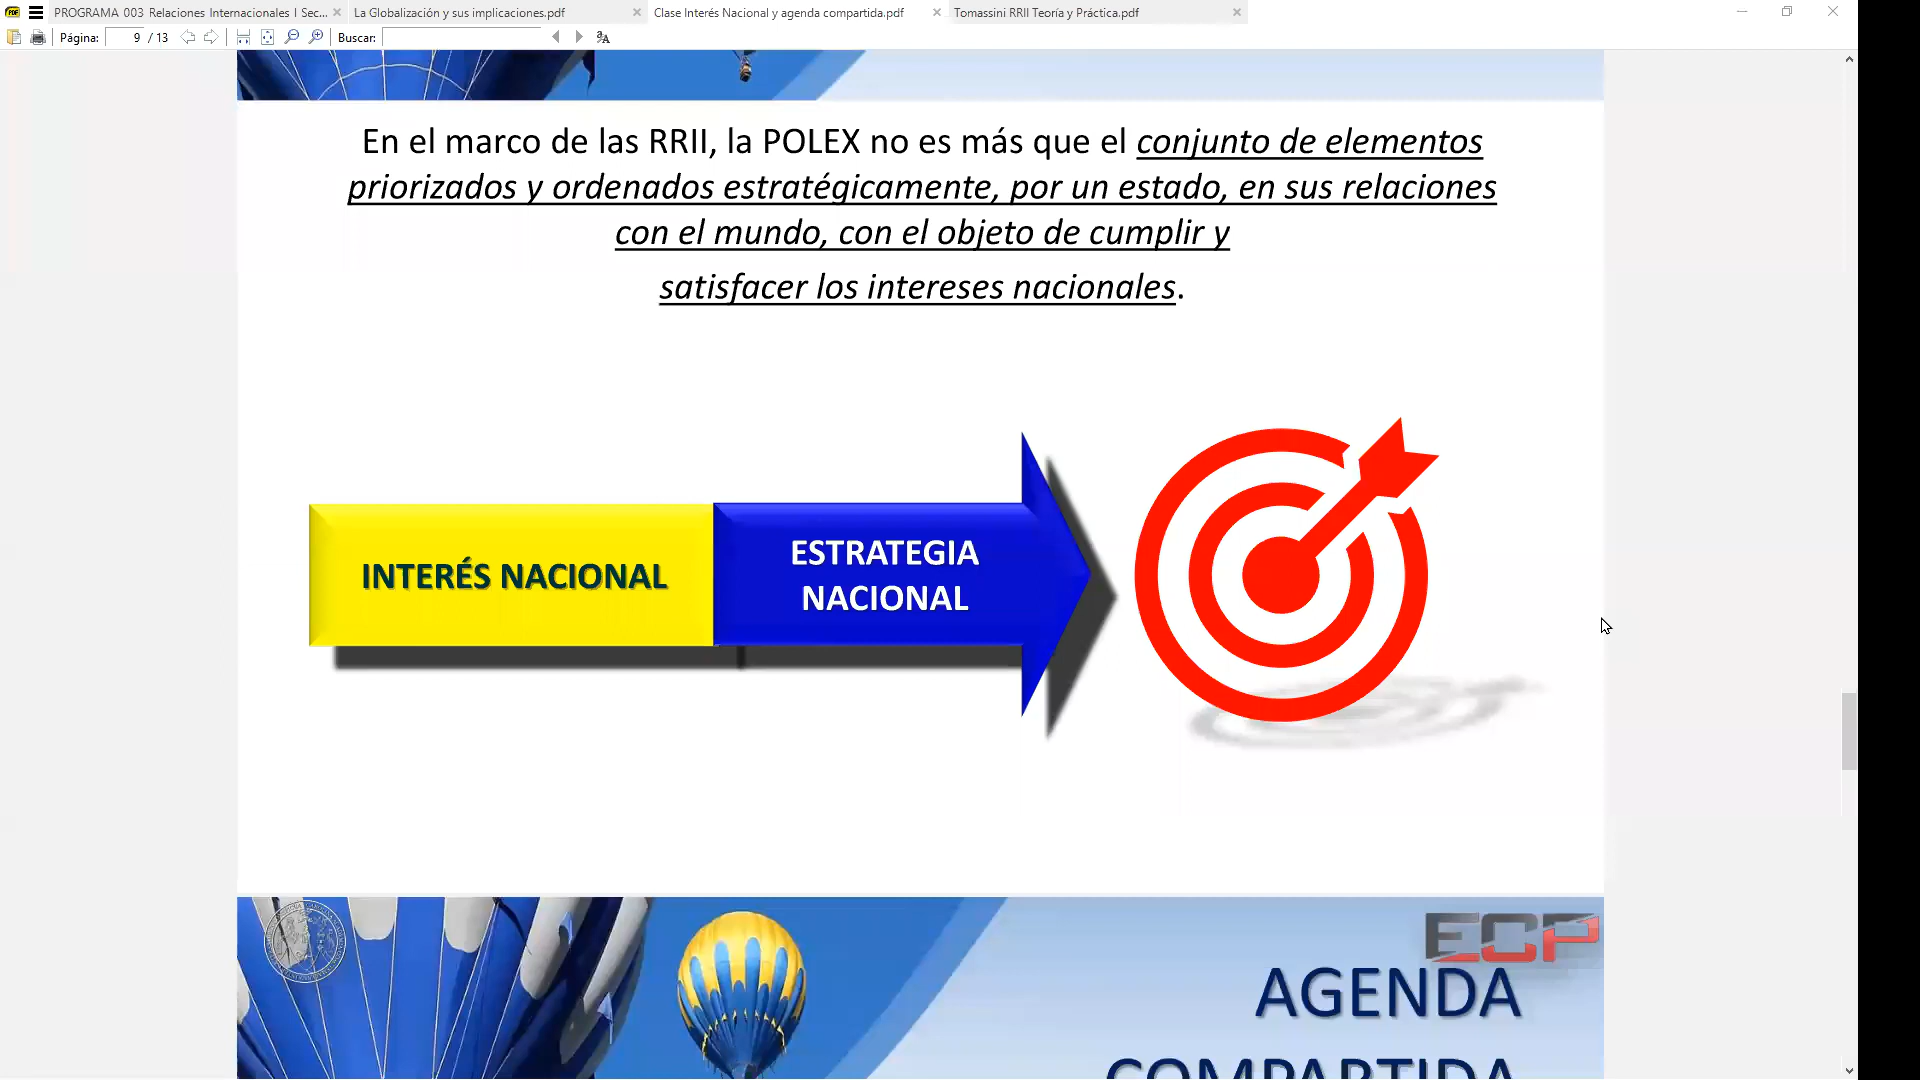 PROGRAMA 003 Relaciones Internacionales I Sec...
La Globalización y sus implicaciones.pdf
Clase Interés Nacional y agenda compartida.pdf
Tomassini RRII Teoría y Práctica.pdf
PDF
Página: 9 / 13
Buscar:
En el marco de las RRII, la POLEX no es más que el conjunto de elementos
priorizados y ordenados estratégicamente, por un estado, en sus relaciones
con el mundo, con el objeto de cumplir y
satisfacer los intereses nacionales.
INTERÉS NACIONAL
ESTRATEGIA
NACIONAL
ECP
AGENDA
COMPARTIDA